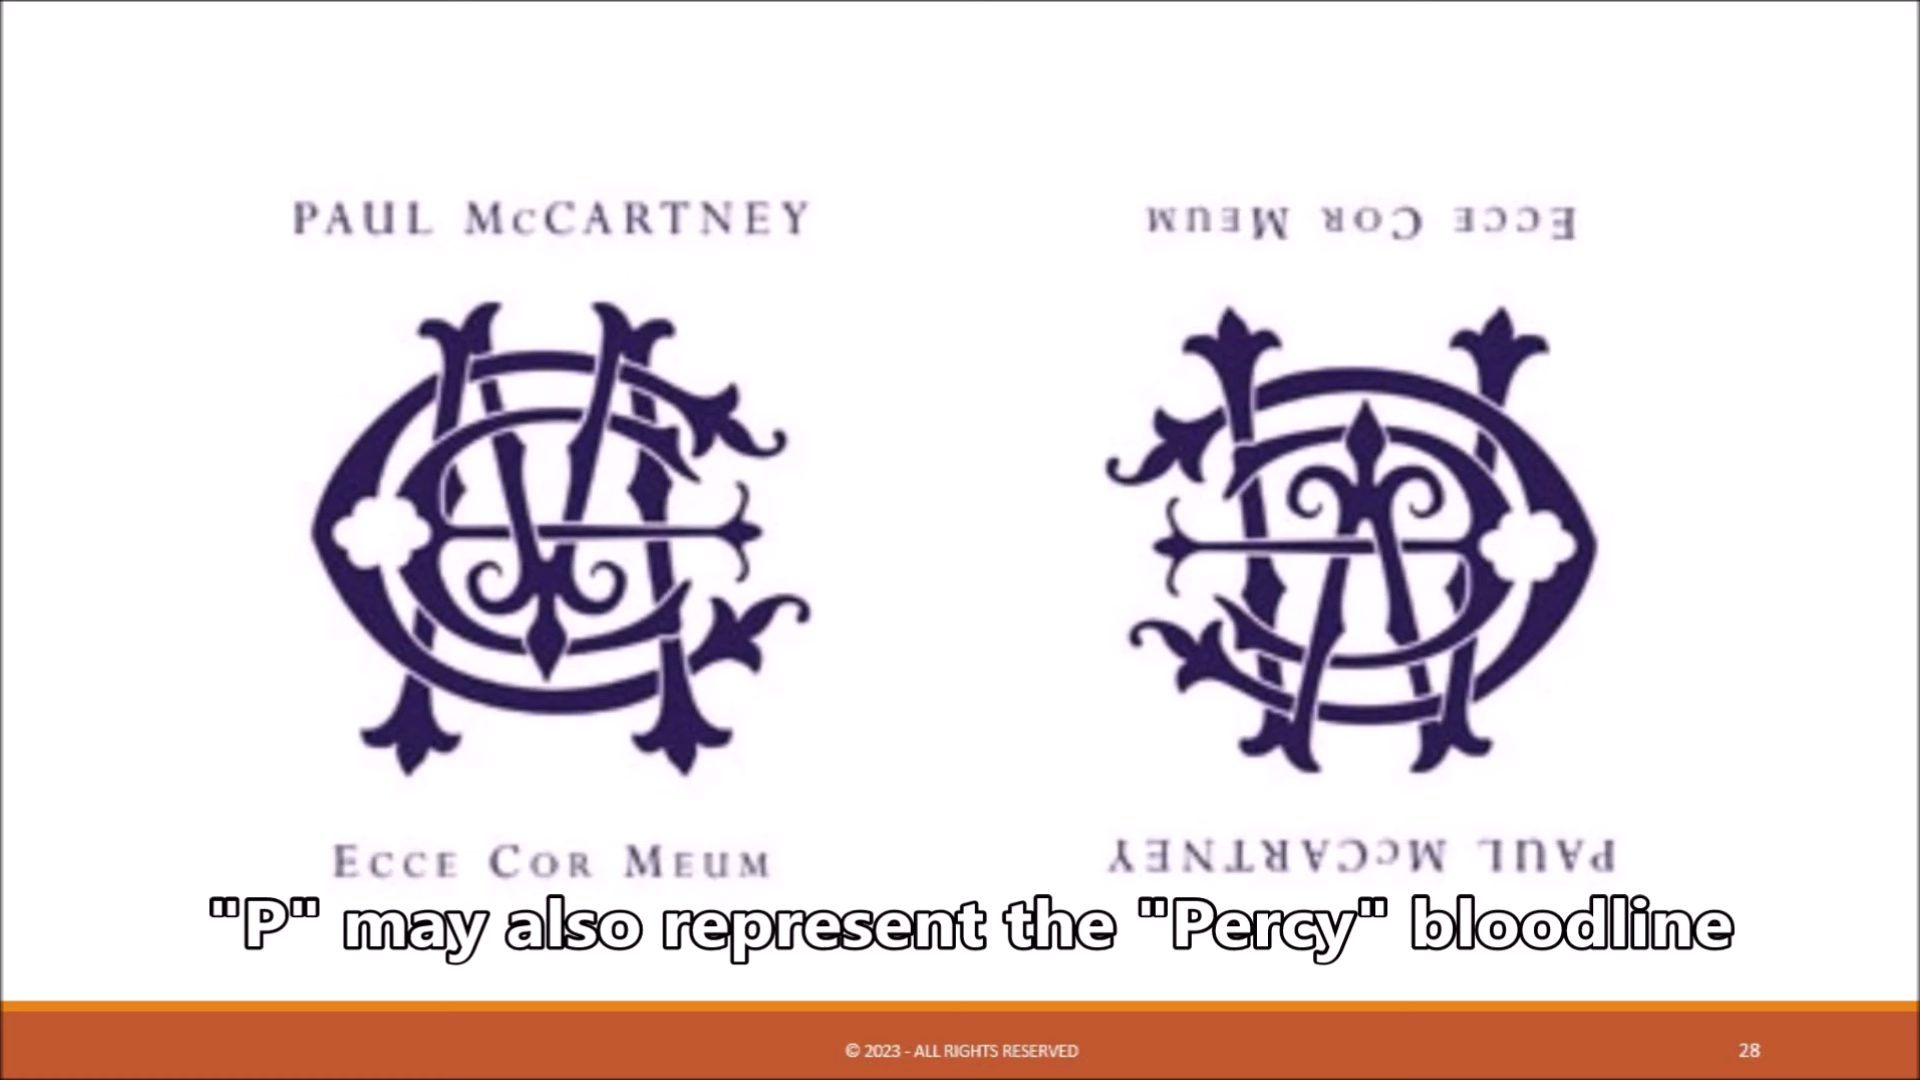 PAUL McCARTNEY
ECCE COR MEUM
ECCE COR MEUM
PAUL McCARTNEY
"P" may also represent the "Percy" bloodline
© 2023 - ALL RIGHTS RESERVED
28